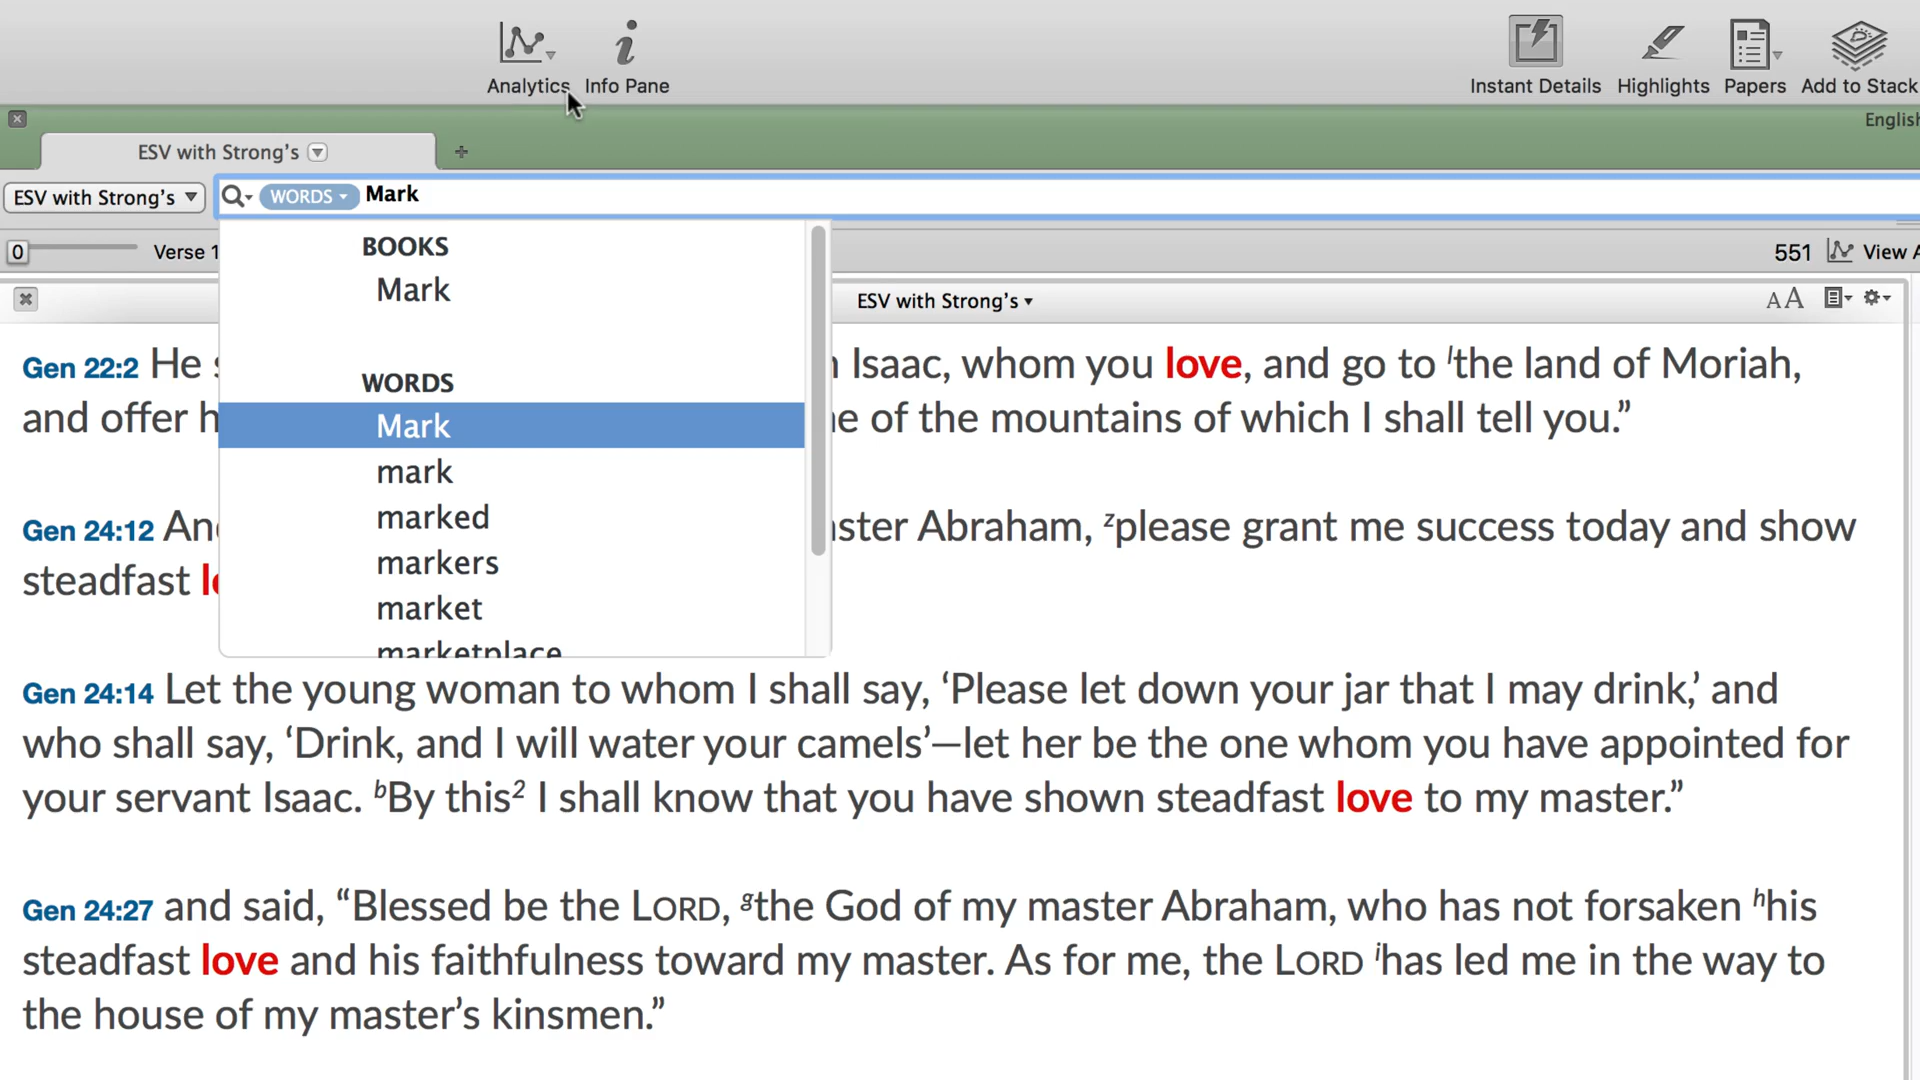 Analytics Info Pane Instant Details Highlights Papers Add to Stack
English
ESV with Strong's
ESV with Strong's WORDS Mark
0 Verse 1 551 View A
ESV with Strong's AA
BOOKS
Mark
WORDS
Mark
mark
marked
markers
market
marketplace
Gen 22:2 He Isaac, whom you love, and go to lthe land of Moriah,
and offer of the mountains of which I shall tell you.”
Gen 24:12 Abraham, zplease grant me success today and show
steadfast
Gen 24:14 Let the young woman to whom I shall say, ‘Please let down your jar that I may drink,’ and
who shall say, ‘Drink, and I will water your camels’—let her be the one whom you have appointed for
your servant Isaac. bBy this2 I shall know that you have shown steadfast love to my master.”
Gen 24:27 and said, “Blessed be the LORD, gthe God of my master Abraham, who has not forsaken hhis
steadfast love and his faithfulness toward my master. As for me, the LORD ihas led me in the way to
the house of my master’s kinsmen.”